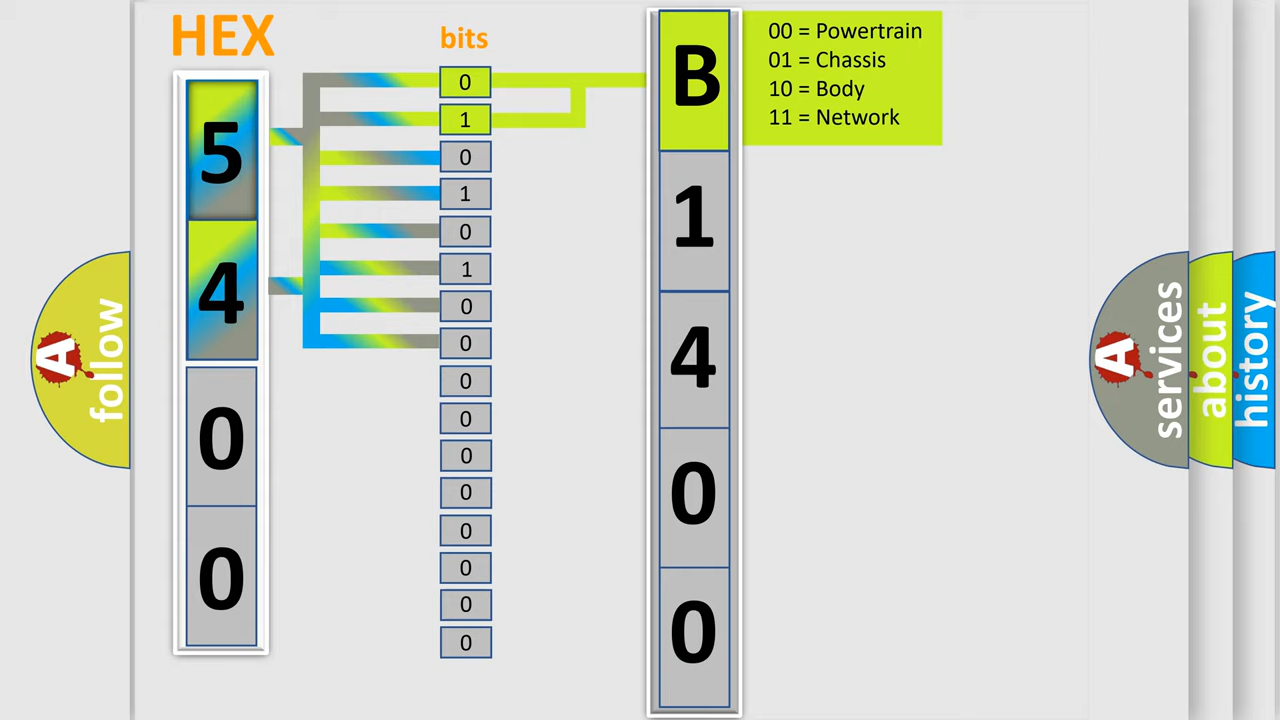 HEX
bits
5
4
0
0
0
1
0
1
0
1
0
0
0
0
0
0
0
0
0
0
B
1
4
0
0
00 = Powertrain
01 = Chassis
10 = Body
11 = Network
A
follow
A
services
about
history